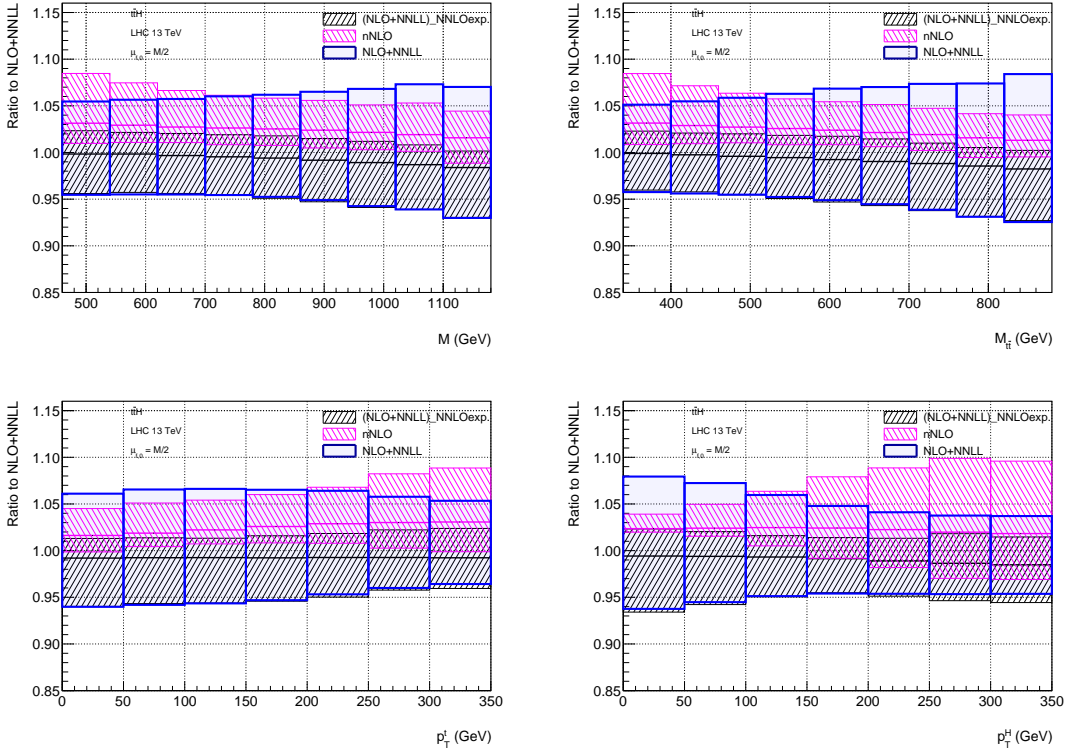 Ratio to NLO+NNLL
1.15
1.10
1.05
1.00
0.95
0.90
0.85
tt̄H
LHC 13 TeV
μf,0 = M/2
(NLO+NNLL)_NNLOexp.
nNLO
NLO+NNLL
500 600 700 800 900 1000 1100
M (GeV)
Ratio to NLO+NNLL
1.15
1.10
1.05
1.00
0.95
0.90
0.85
tt̄H
LHC 13 TeV
μf,0 = M/2
(NLO+NNLL)_NNLOexp.
nNLO
NLO+NNLL
400 500 600 700 800
Mtt̄ (GeV)
Ratio to NLO+NNLL
1.15
1.10
1.05
1.00
0.95
0.90
0.85
tt̄H
LHC 13 TeV
μf,0 = M/2
(NLO+NNLL)_NNLOexp.
nNLO
NLO+NNLL
0 50 100 150 200 250 300 350
pTt (GeV)
Ratio to NLO+NNLL
1.15
1.10
1.05
1.00
0.95
0.90
0.85
tt̄H
LHC 13 TeV
μf,0 = M/2
(NLO+NNLL)_NNLOexp.
nNLO
NLO+NNLL
0 50 100 150 200 250 300 350
pTH (GeV)